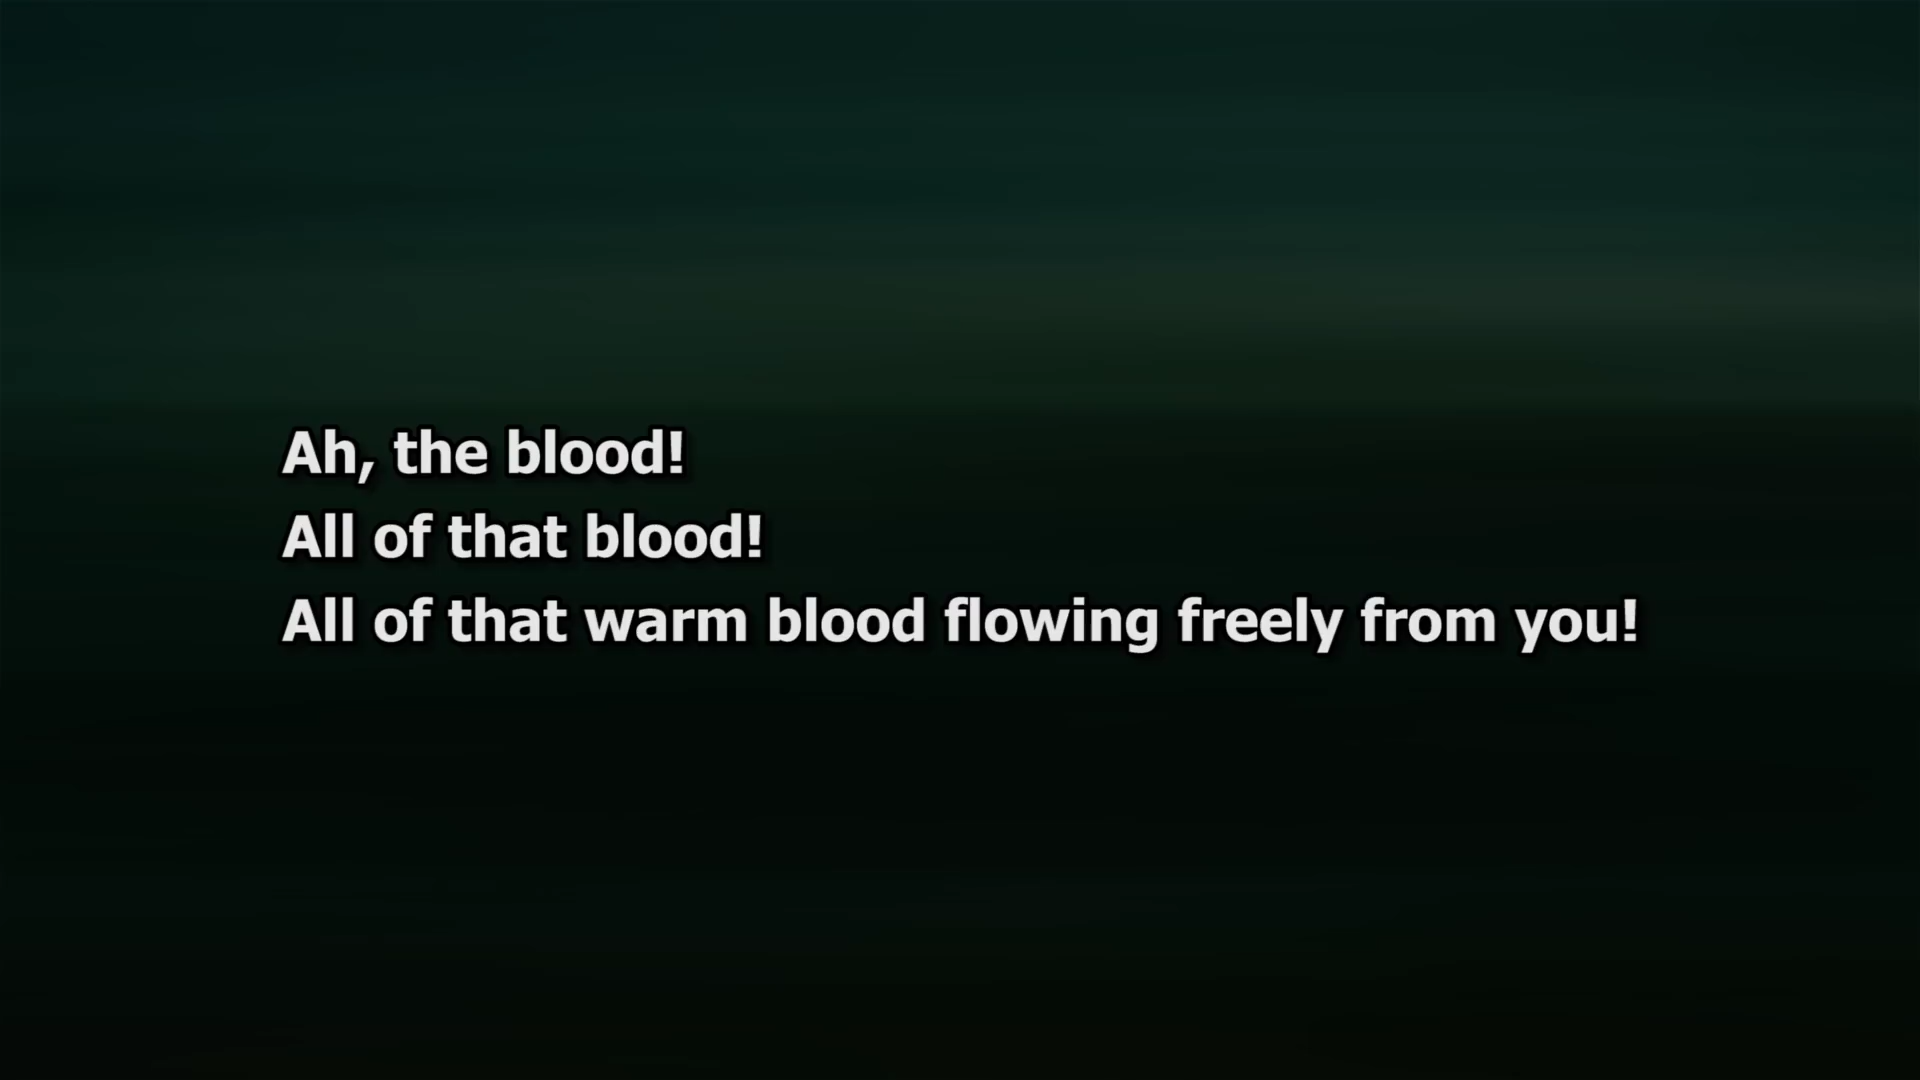 Ah, the blood!
All of that blood!
All of that warm blood flowing freely from you!